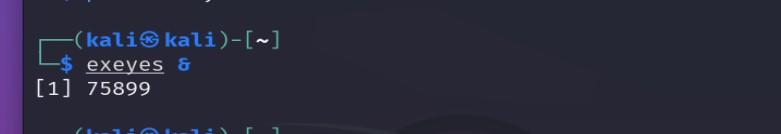 ┌──(kali㉿kali)-[~]
└─$ exeyes &
[1] 75899